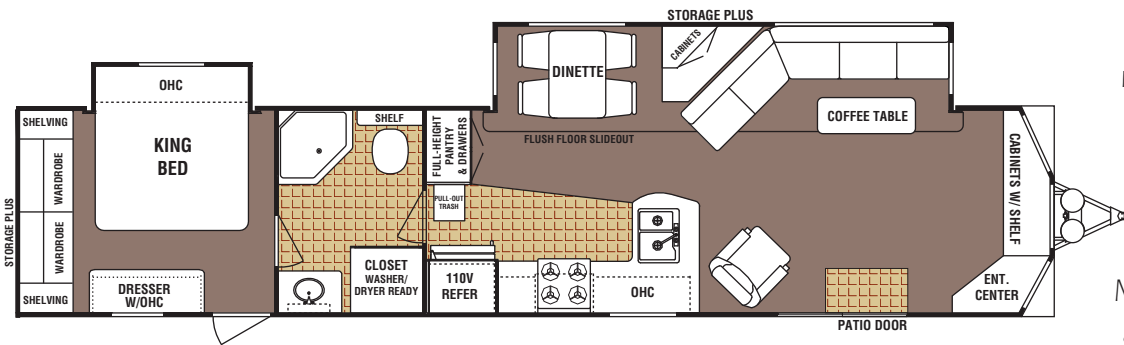 STORAGE PLUS
OHC
SHELVING
WARDROBE
WARDROBE
SHELVING
STORAGE PLUS
KING
BED
DRESSER
W/OHC
SHELF
CLOSET
WASHER/
DRYER READY
FULL-HEIGHT
PANTRY
& DRAWERS
PULL-OUT
TRASH
110V
REFER
OHC
DINETTE
CABINETS
FLUSH FLOOR SLIDEOUT
COFFEE TABLE
CABINETS W/ SHELF
ENT.
CENTER
PATIO DOOR